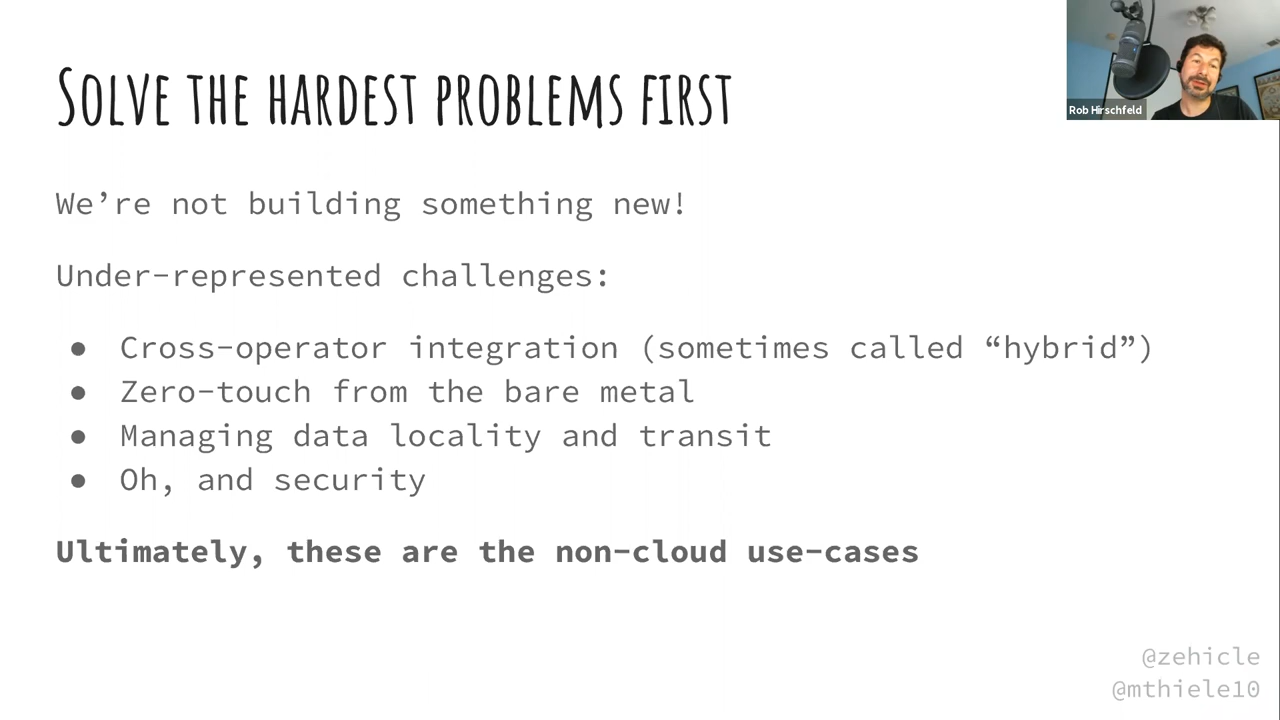 Solve the hardest problems first
Rob Hirschfeld
We’re not building something new!
Under-represented challenges:
● Cross-operator integration (sometimes called “hybrid”)
● Zero-touch from the bare metal
● Managing data locality and transit
● Oh, and security
Ultimately, these are the non-cloud use-cases
@zehicle
@mthiele10